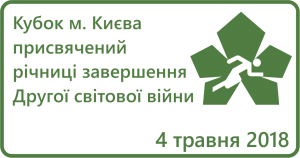 Кубок м. Києва
присвячений
річниці завершення
Другої світової війни
4 травня 2018